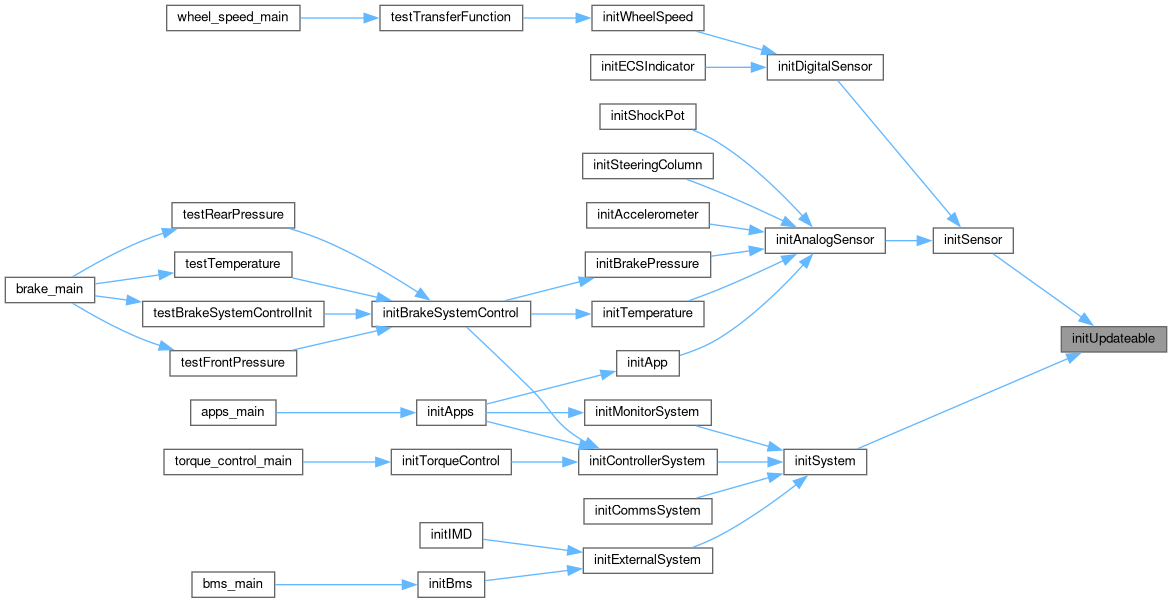 wheel_speed_main
testTransferFunction
initWheelSpeed
initECSIndicator
initDigitalSensor
initShockPot
initSteeringColumn
initAccelerometer
initAnalogSensor
initSensor
initBrakePressure
initTemperature
initApp
testRearPressure
testTemperature
brake_main
testBrakeSystemControlInit
initBrakeSystemControl
testFrontPressure
initUpdateable
apps_main
initApps
initMonitorSystem
torque_control_main
initTorqueControl
initControllerSystem
initSystem
initCommsSystem
initIMD
initExternalSystem
bms_main
initBms